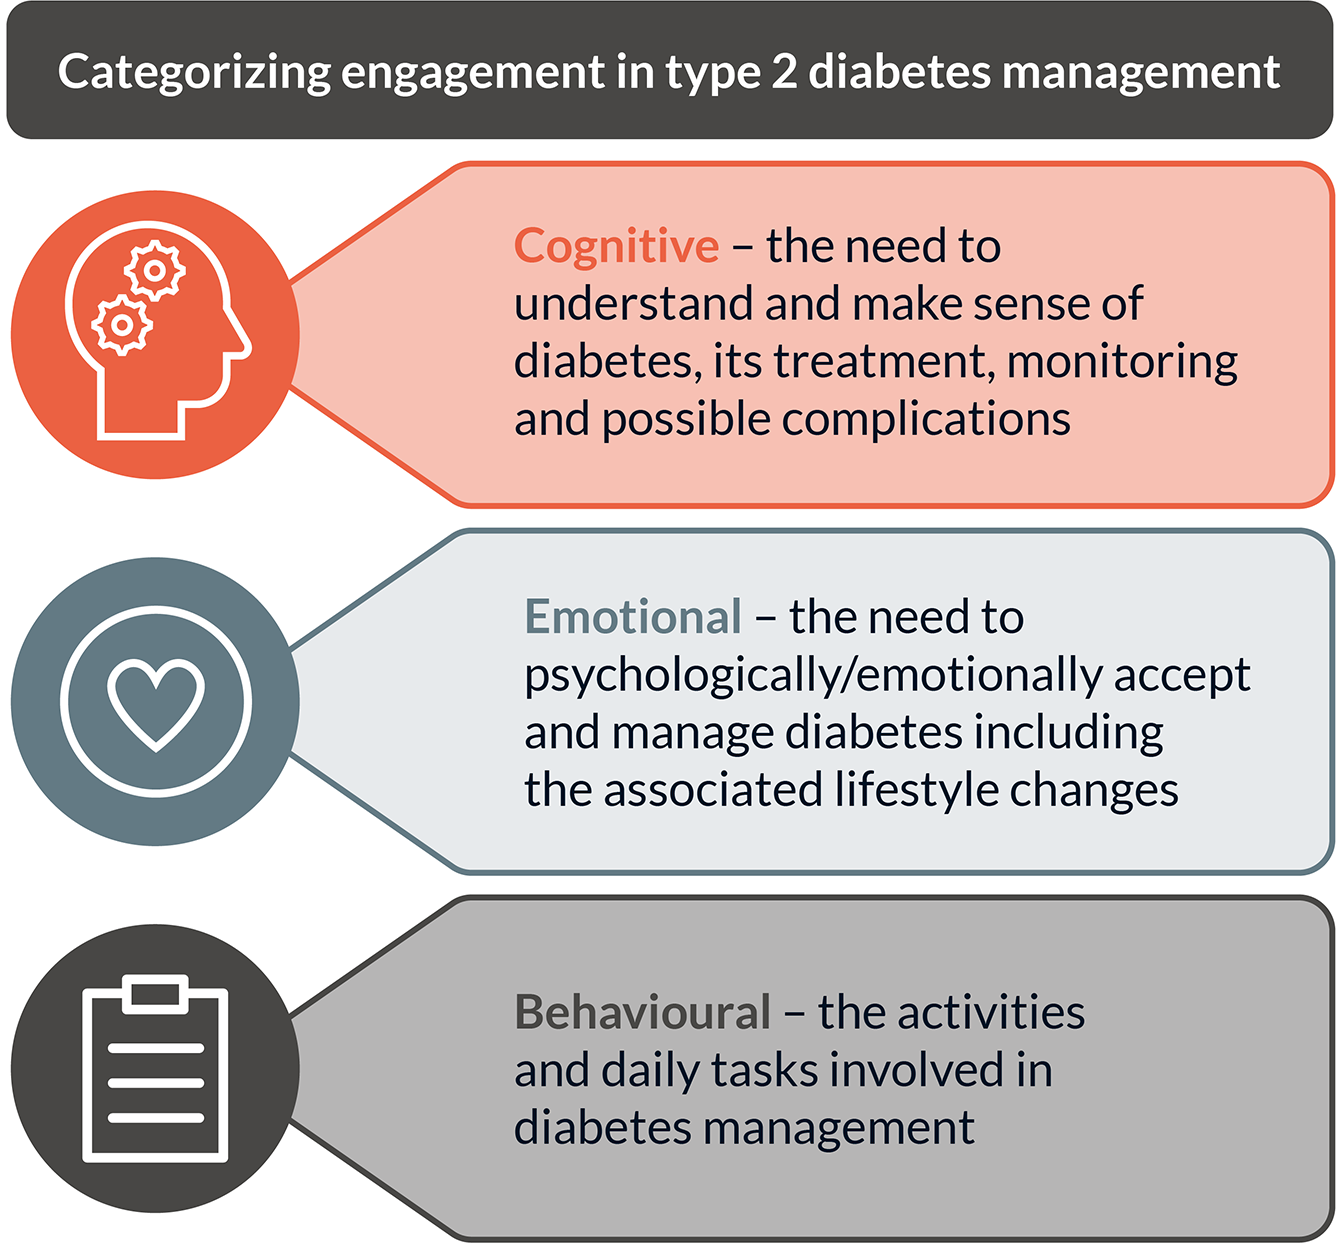 Categorizing engagement in type 2 diabetes management
Cognitive – the need to
understand and make sense of
diabetes, its treatment, monitoring
and possible complications
Emotional – the need to
psychologically/emotionally accept
and manage diabetes including
the associated lifestyle changes
Behavioural – the activities
and daily tasks involved in
diabetes management